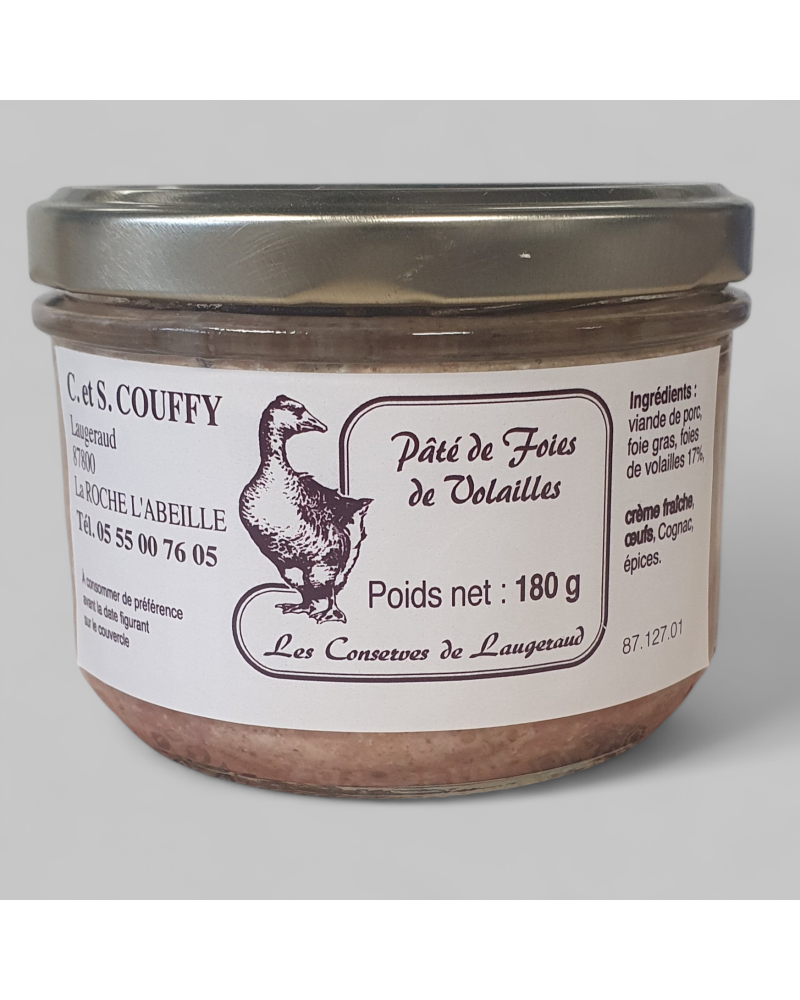 C. et S. COUFFY
Laugeraud
87800
La ROCHE L'ABEILLE
Tél. 05 55 00 76 05
A consommer de préférence
avant la date figurant
sur le couvercle
Pâté de Foies
de Volailles
Poids net : 180 g
Les Conserves de Laugeraud
Ingrédients :
viande de porc,
foie gras, foies
de volailles 17%,
crème fraîche,
œufs, Cognac,
épices.
87.127.01